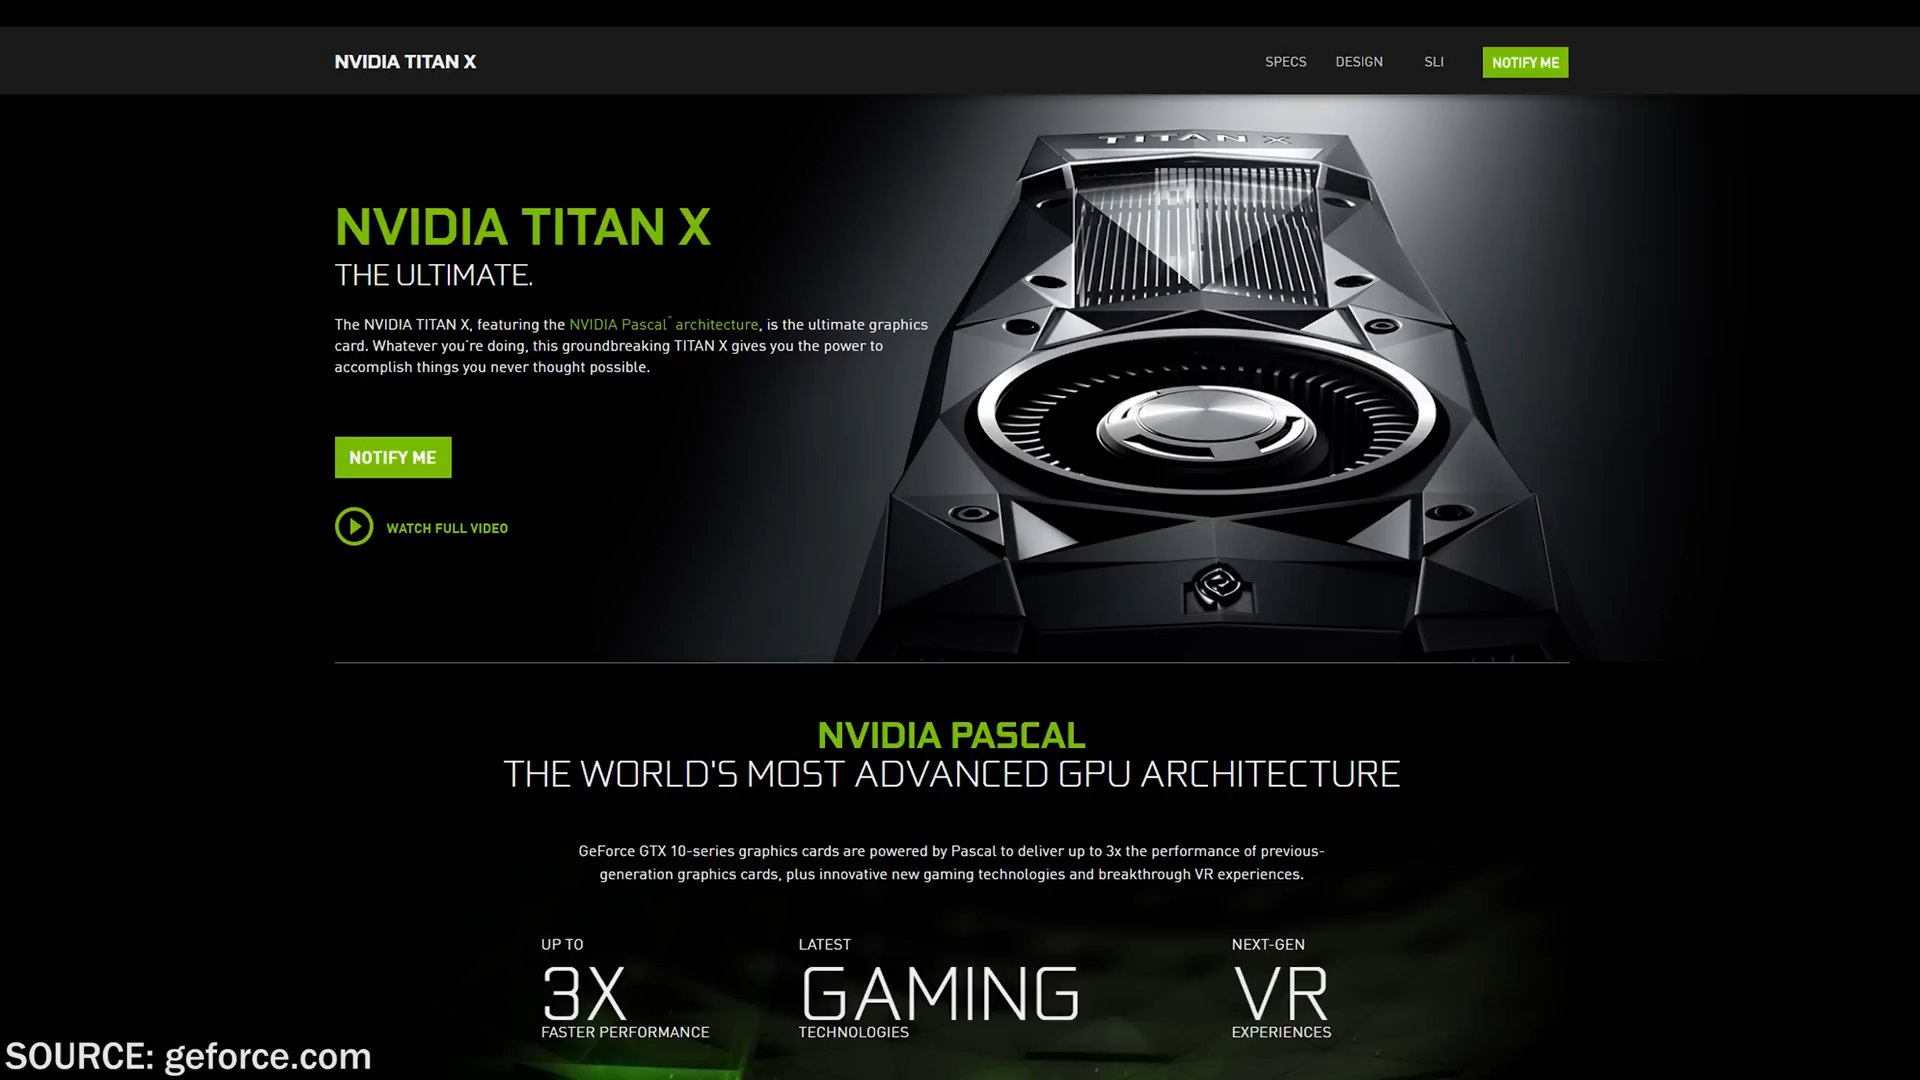 NVIDIA TITAN X
SPECS DESIGN SLI NOTIFY ME
TITAN X
NVIDIA TITAN X
THE ULTIMATE.
The NVIDIA TITAN X, featuring the NVIDIA Pascal™ architecture, is the ultimate graphics
card. Whatever you're doing, this groundbreaking TITAN X gives you the power to
accomplish things you never thought possible.
NOTIFY ME
WATCH FULL VIDEO
NVIDIA PASCAL
THE WORLD'S MOST ADVANCED GPU ARCHITECTURE
GeForce GTX 10-series graphics cards are powered by Pascal to deliver up to 3x the performance of previous-
generation graphics cards, plus innovative new gaming technologies and breakthrough VR experiences.
UP TO
3X
FASTER PERFORMANCE
LATEST
GAMING
TECHNOLOGIES
NEXT-GEN
VR
EXPERIENCES
SOURCE: geforce.com